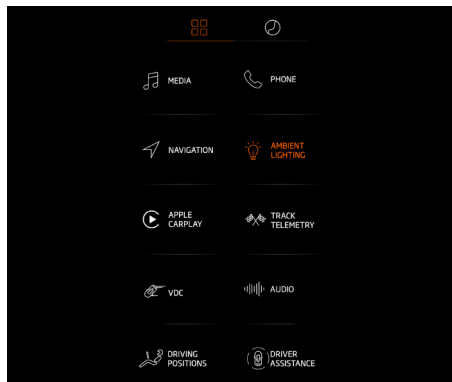 MEDIA
PHONE
NAVIGATION
AMBIENT
LIGHTING
APPLE
CARPLAY
TRACK
TELEMETRY
VDC
AUDIO
DRIVING
POSITIONS
DRIVER
ASSISTANCE